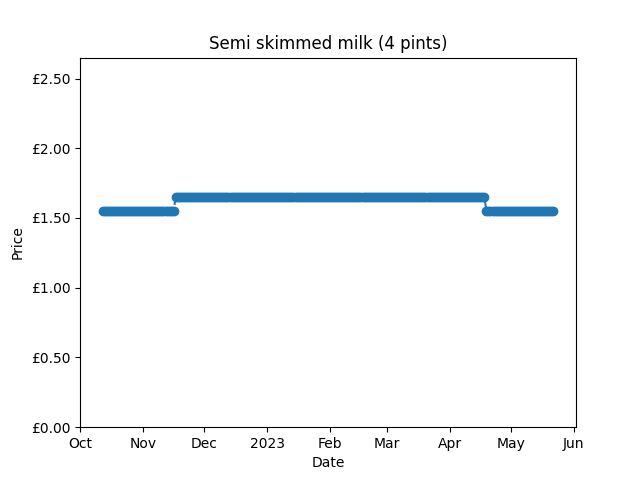 Semi skimmed milk (4 pints)
£2.50
£2.00
£1.50
£1.00
£0.50
£0.00
Price
Oct Nov Dec 2023 Feb Mar Apr May Jun
Date